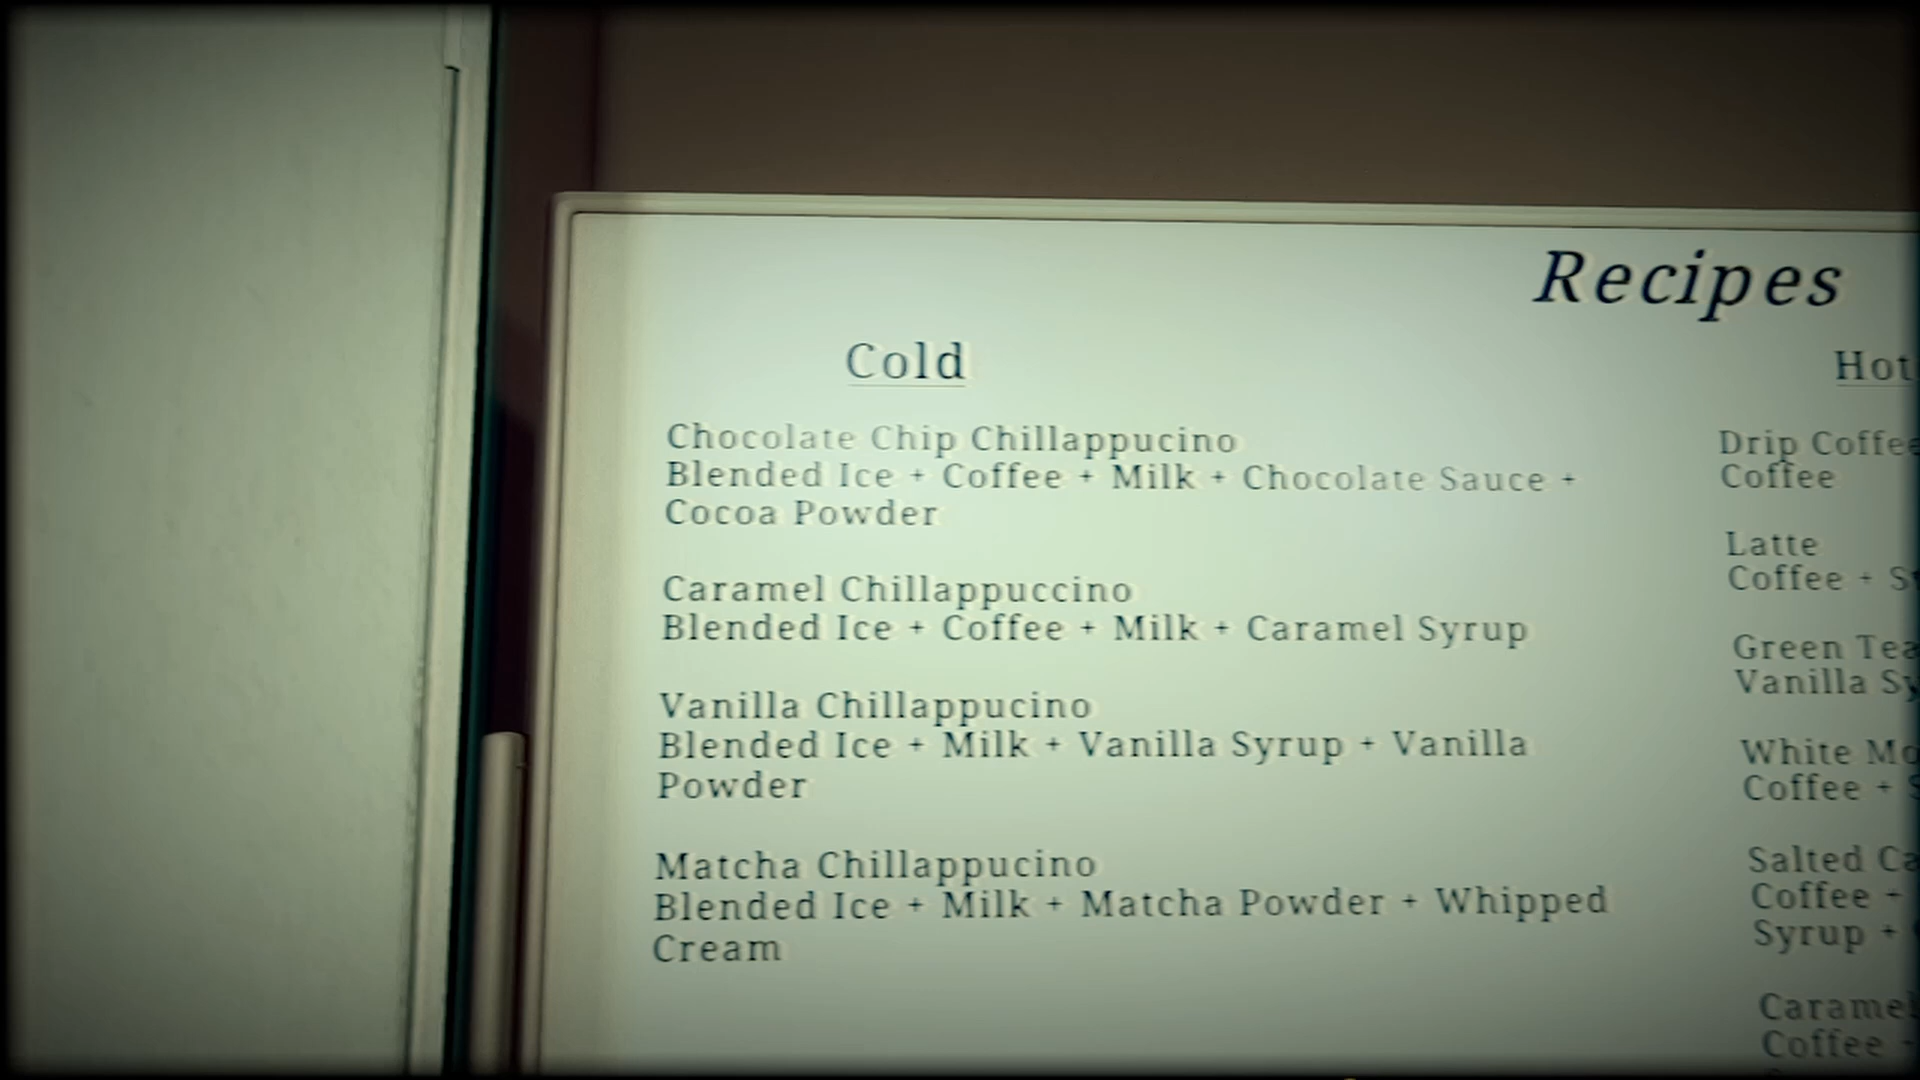 Recipes
Cold
Chocolate Chip Chillappucino
Blended Ice + Coffee + Milk + Chocolate Sauce +
Cocoa Powder
Caramel Chillappuccino
Blended Ice + Coffee + Milk + Caramel Syrup
Vanilla Chillappucino
Blended Ice + Milk + Vanilla Syrup + Vanilla
Powder
Matcha Chillappucino
Blended Ice + Milk + Matcha Powder + Whipped
Cream
Hot
Drip Coffee
Coffee
Latte
Coffee +
Green Tea
Vanilla
White
Coffee +
Salted
Coffee +
Syrup +
Caramel
Coffee